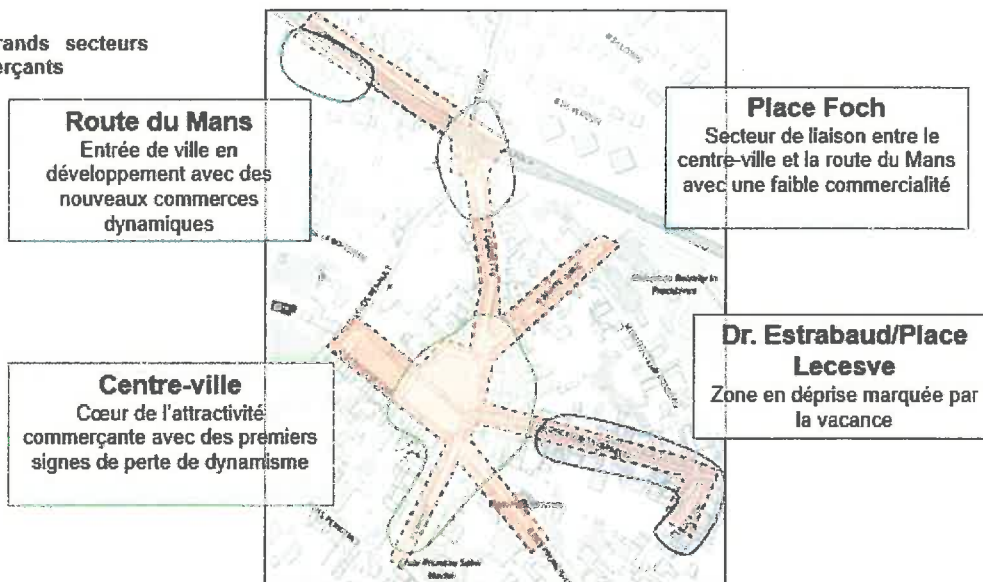 rands secteurs
erçants
Route du Mans
Entrée de ville en
développement avec des
nouveaux commerces
dynamiques
Place Foch
Secteur de liaison entre le
centre-ville et la route du Mans
avec une faible commercialité
Centre-ville
Cœur de l'attractivité
commerçante avec des premiers
signes de perte de dynamisme
Dr. Estrabaud/Place
Lecesve
Zone en déprise marquée par
la vacance